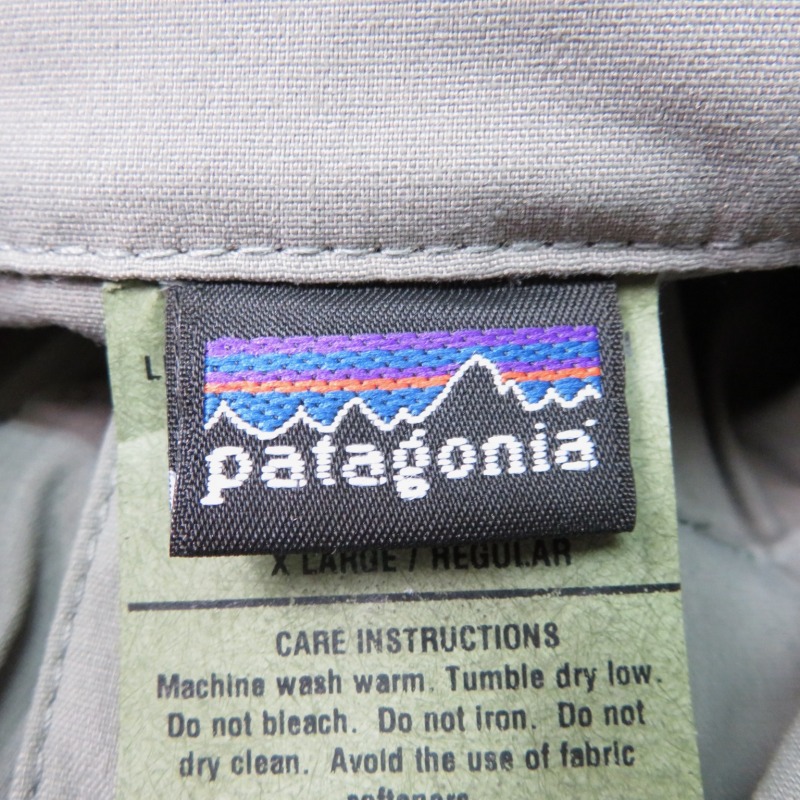 patagonia
X LARGE / REGULAR
CARE INSTRUCTIONS
Machine wash warm. Tumble dry low.
Do not bleach. Do not iron. Do not
dry clean. Avoid the use of fabric
softeners